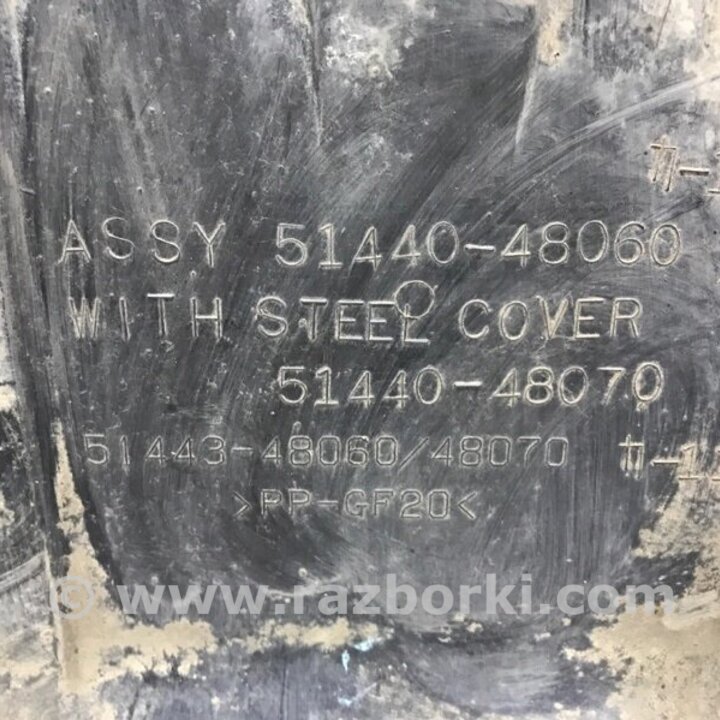 ASSY 51440-48060
WITH STEEL COVER
51440-48070
51443-48060/48070
>PP-GF20<
© www.razborki.com